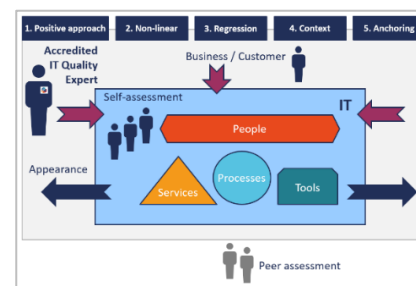 1. Positive approach
2. Non-linear
3. Regression
4. Context
5. Anchoring
Accredited
IT Quality
Expert
Business / Customer
Self-assessment
IT
People
Appearance
Services
Processes
Tools
Peer assessment